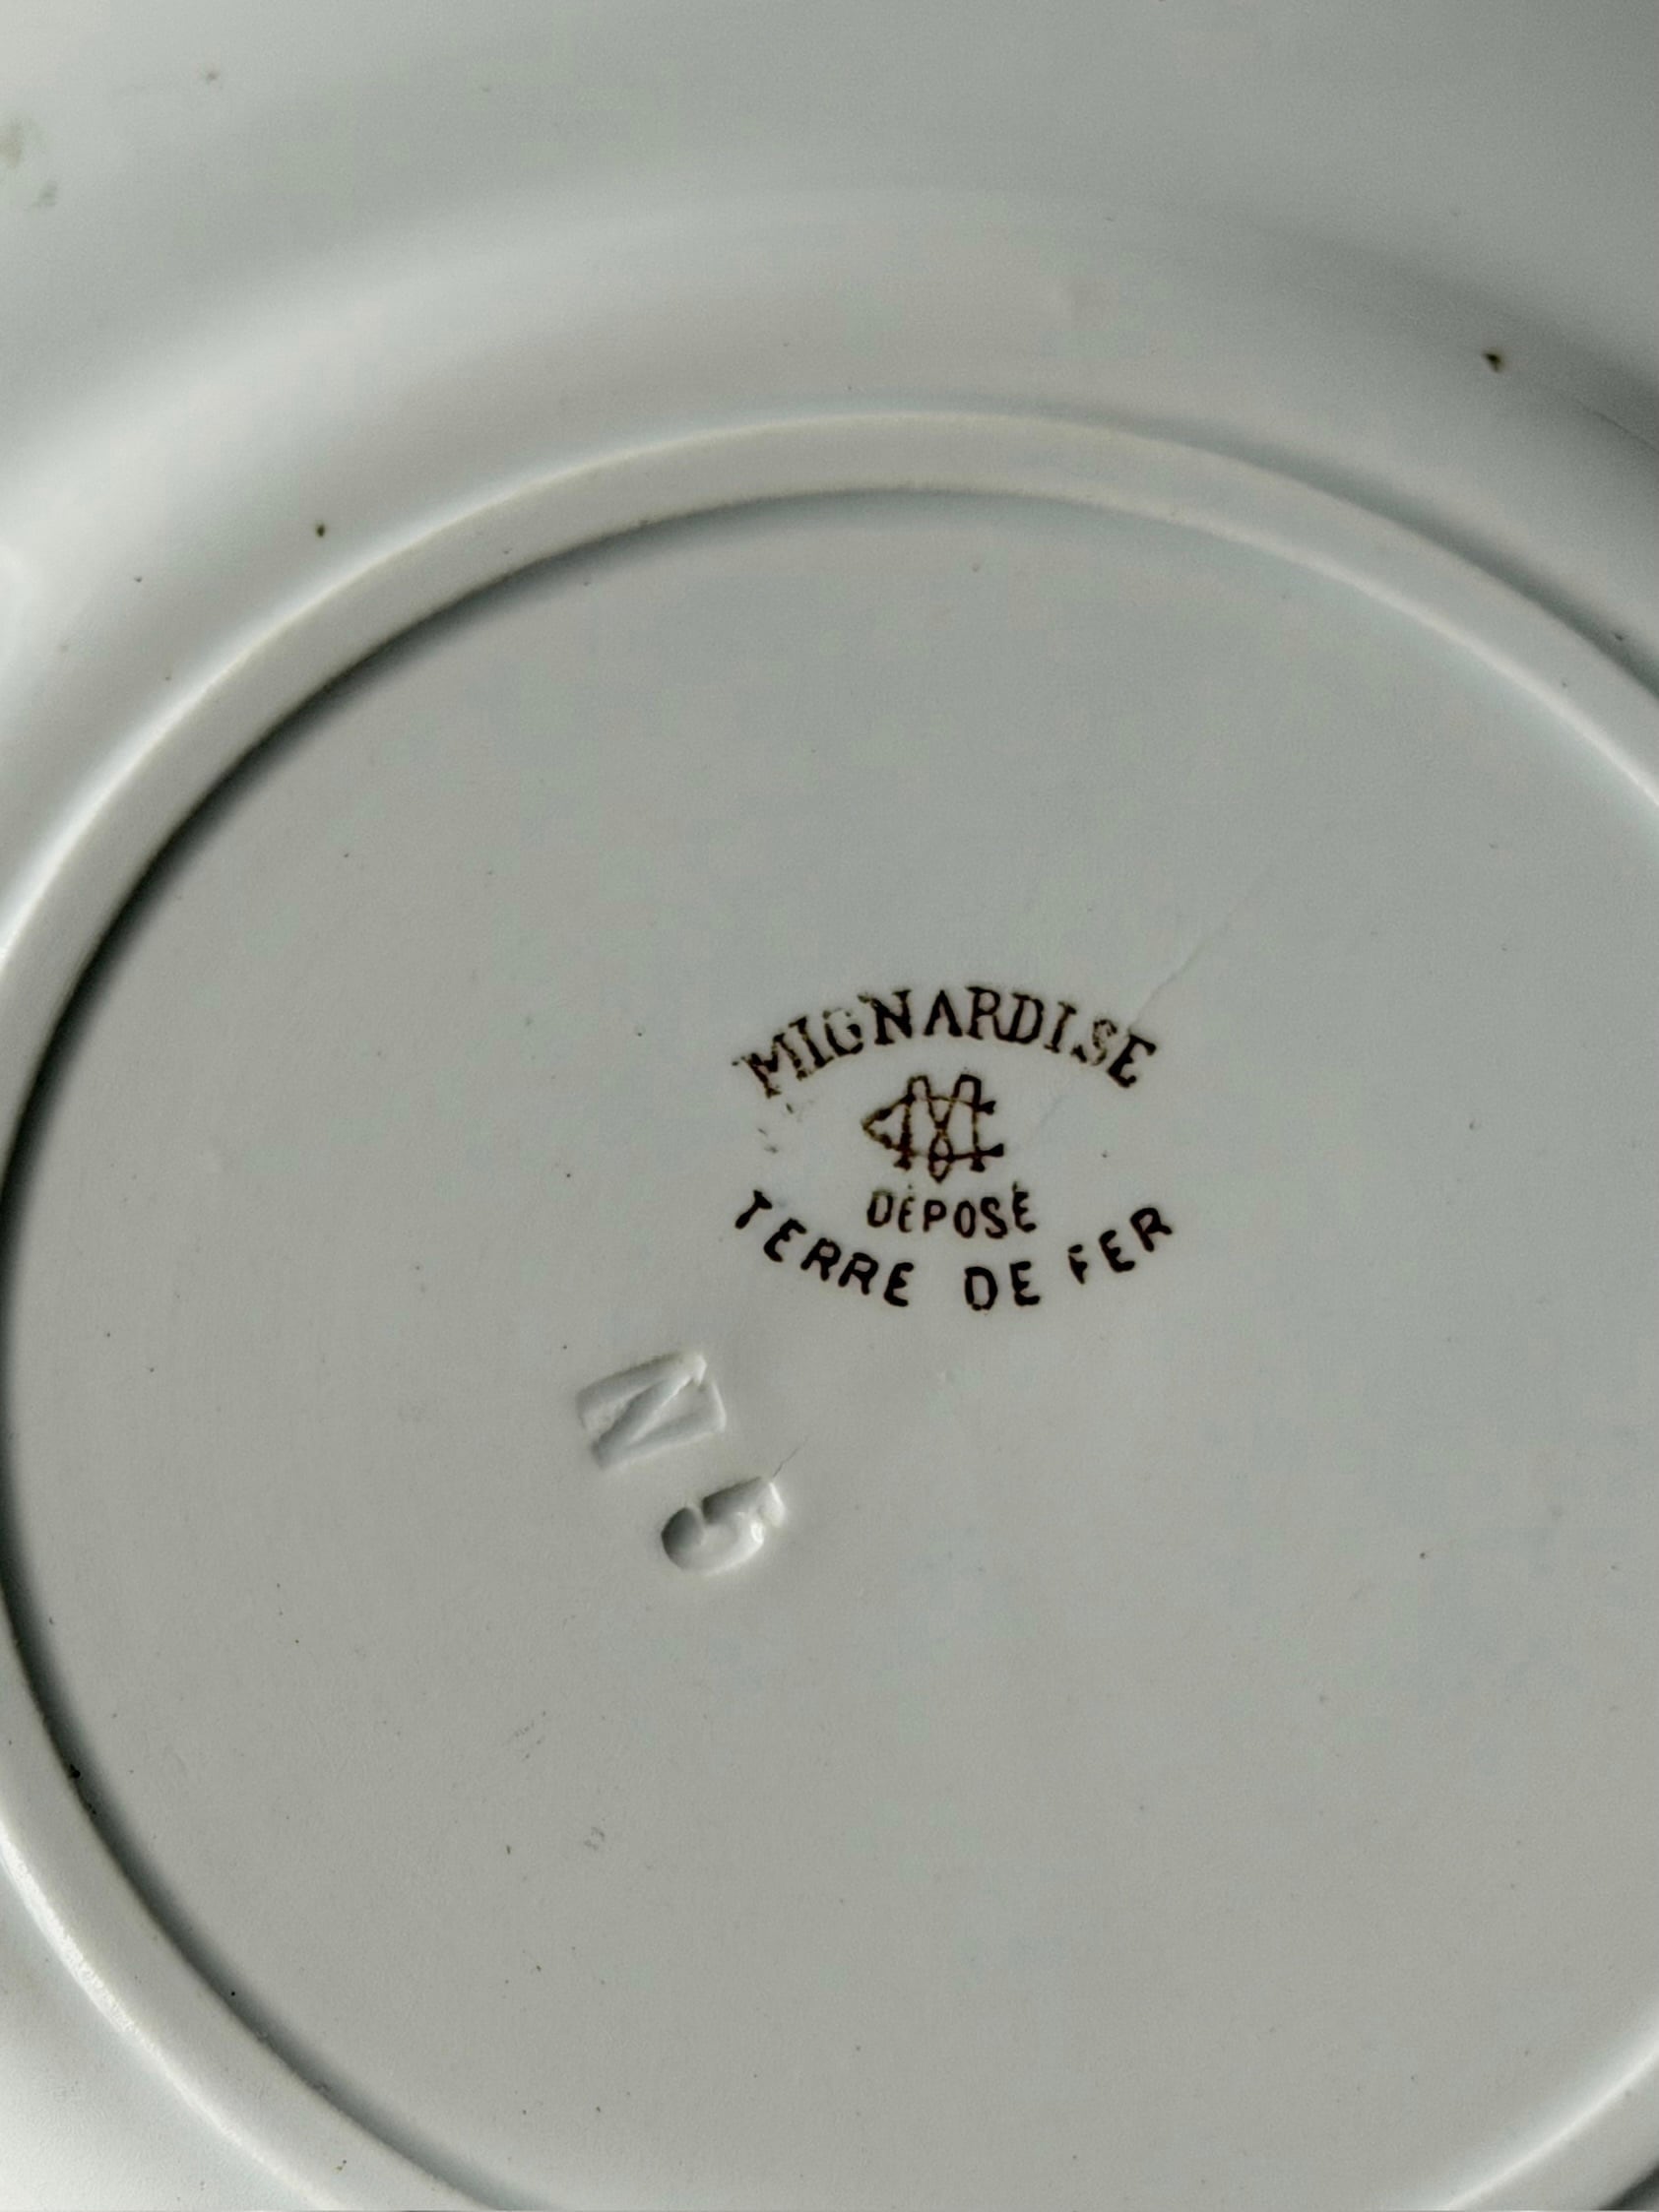 MIGNARDISE
DÉPOSÉ
TERRE DE FER
N G